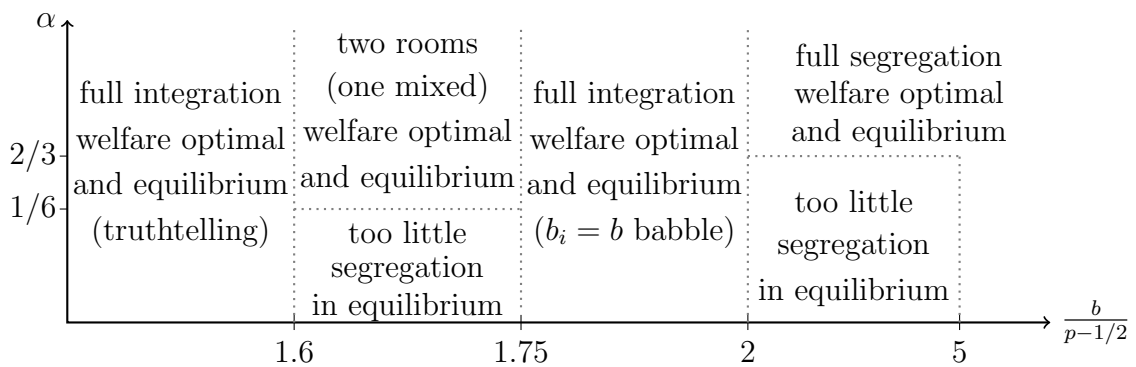 α
full integration
welfare optimal
and equilibrium
(truthtelling)
two rooms
(one mixed)
welfare optimal
and equilibrium
too little
segregation
in equilibrium
full integration
welfare optimal
and equilibrium
(b_i = b babble)
full segregation
welfare optimal
and equilibrium
too little
segregation
in equilibrium
2/3
1/6
1.6
1.75
2
5
b
p−1/2